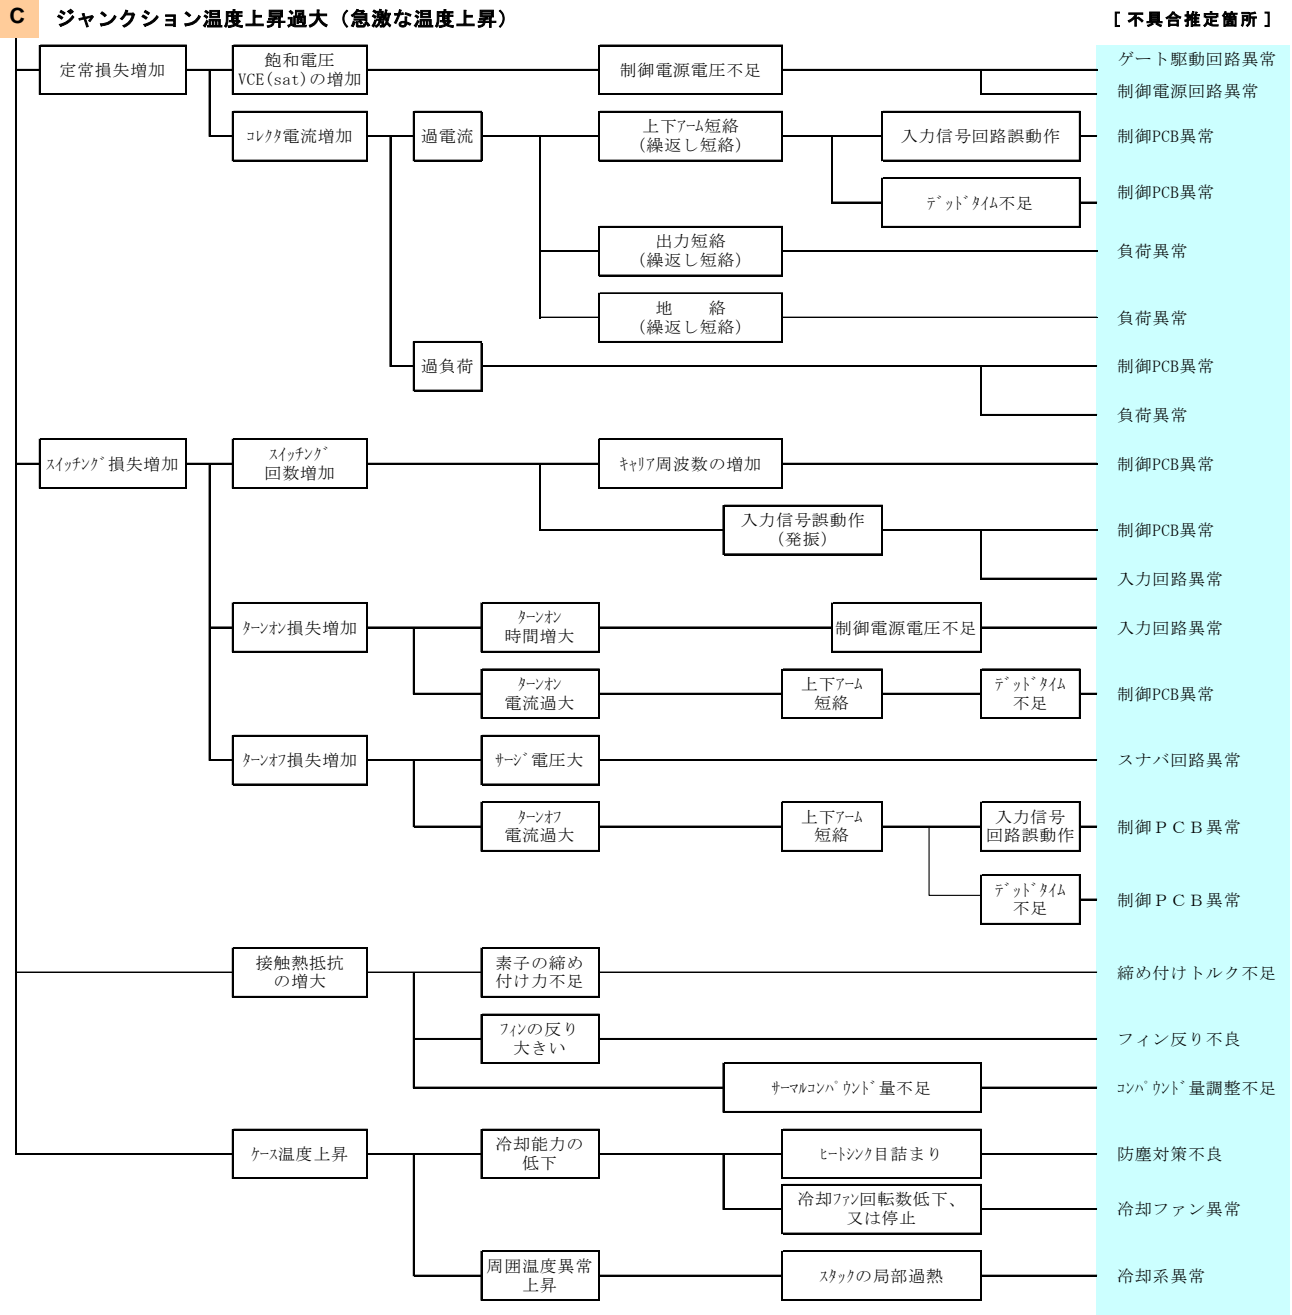 C
ジャンクション温度上昇過大（急激な温度上昇）
[ 不具合推定箇所 ]
定常損失増加
飽和電圧
VCE(sat)の増加
制御電源電圧不足
ゲート駆動回路異常
制御電源回路異常
ｺﾚｸﾀ電流増加
過電流
上下ｱｰﾑ短絡
(繰返し短絡)
入力信号回路誤動作
制御PCB異常
ﾃﾞｯﾄﾞﾀｲﾑ不足
制御PCB異常
出力短絡
(繰返し短絡)
負荷異常
地　　絡
(繰返し短絡)
負荷異常
過負荷
制御PCB異常
負荷異常
ｽｲｯﾁﾝｸﾞ損失増加
ｽｲｯﾁﾝｸﾞ
回数増加
ｷｬﾘｱ周波数の増加
制御PCB異常
入力信号誤動作
(発振)
制御PCB異常
入力回路異常
ﾀｰﾝｵﾝ損失増加
ﾀｰﾝｵﾝ
時間増大
制御電源電圧不足
入力回路異常
ﾀｰﾝｵﾝ
電流過大
上下ｱｰﾑ
短絡
ﾃﾞｯﾄﾞﾀｲﾑ
不足
制御PCB異常
ﾀｰﾝｵﾌ損失増加
ｻｰｼﾞ電圧大
スナバ回路異常
ﾀｰﾝｵﾌ
電流過大
上下ｱｰﾑ
短絡
入力信号
回路誤動作
制御ＰＣＢ異常
ﾃﾞｯﾄﾞﾀｲﾑ
不足
制御ＰＣＢ異常
接触熱抵抗
の増大
素子の締め
付け力不足
締め付けトルク不足
ﾌｨﾝの反り
大きい
フィン反り不良
ｻｰﾏﾙｺﾝﾊﾟｳﾝﾄﾞ量不足
ｺﾝﾊﾟｳﾝﾄﾞ量調整不足
ｹｰｽ温度上昇
冷却能力の
低下
ﾋｰﾄｼﾝｸ目詰まり
防塵対策不良
冷却ﾌｧﾝ回転数低下、
又は停止
冷却ファン異常
周囲温度異常
上昇
ｽﾀｯｸの局部過熱
冷却系異常